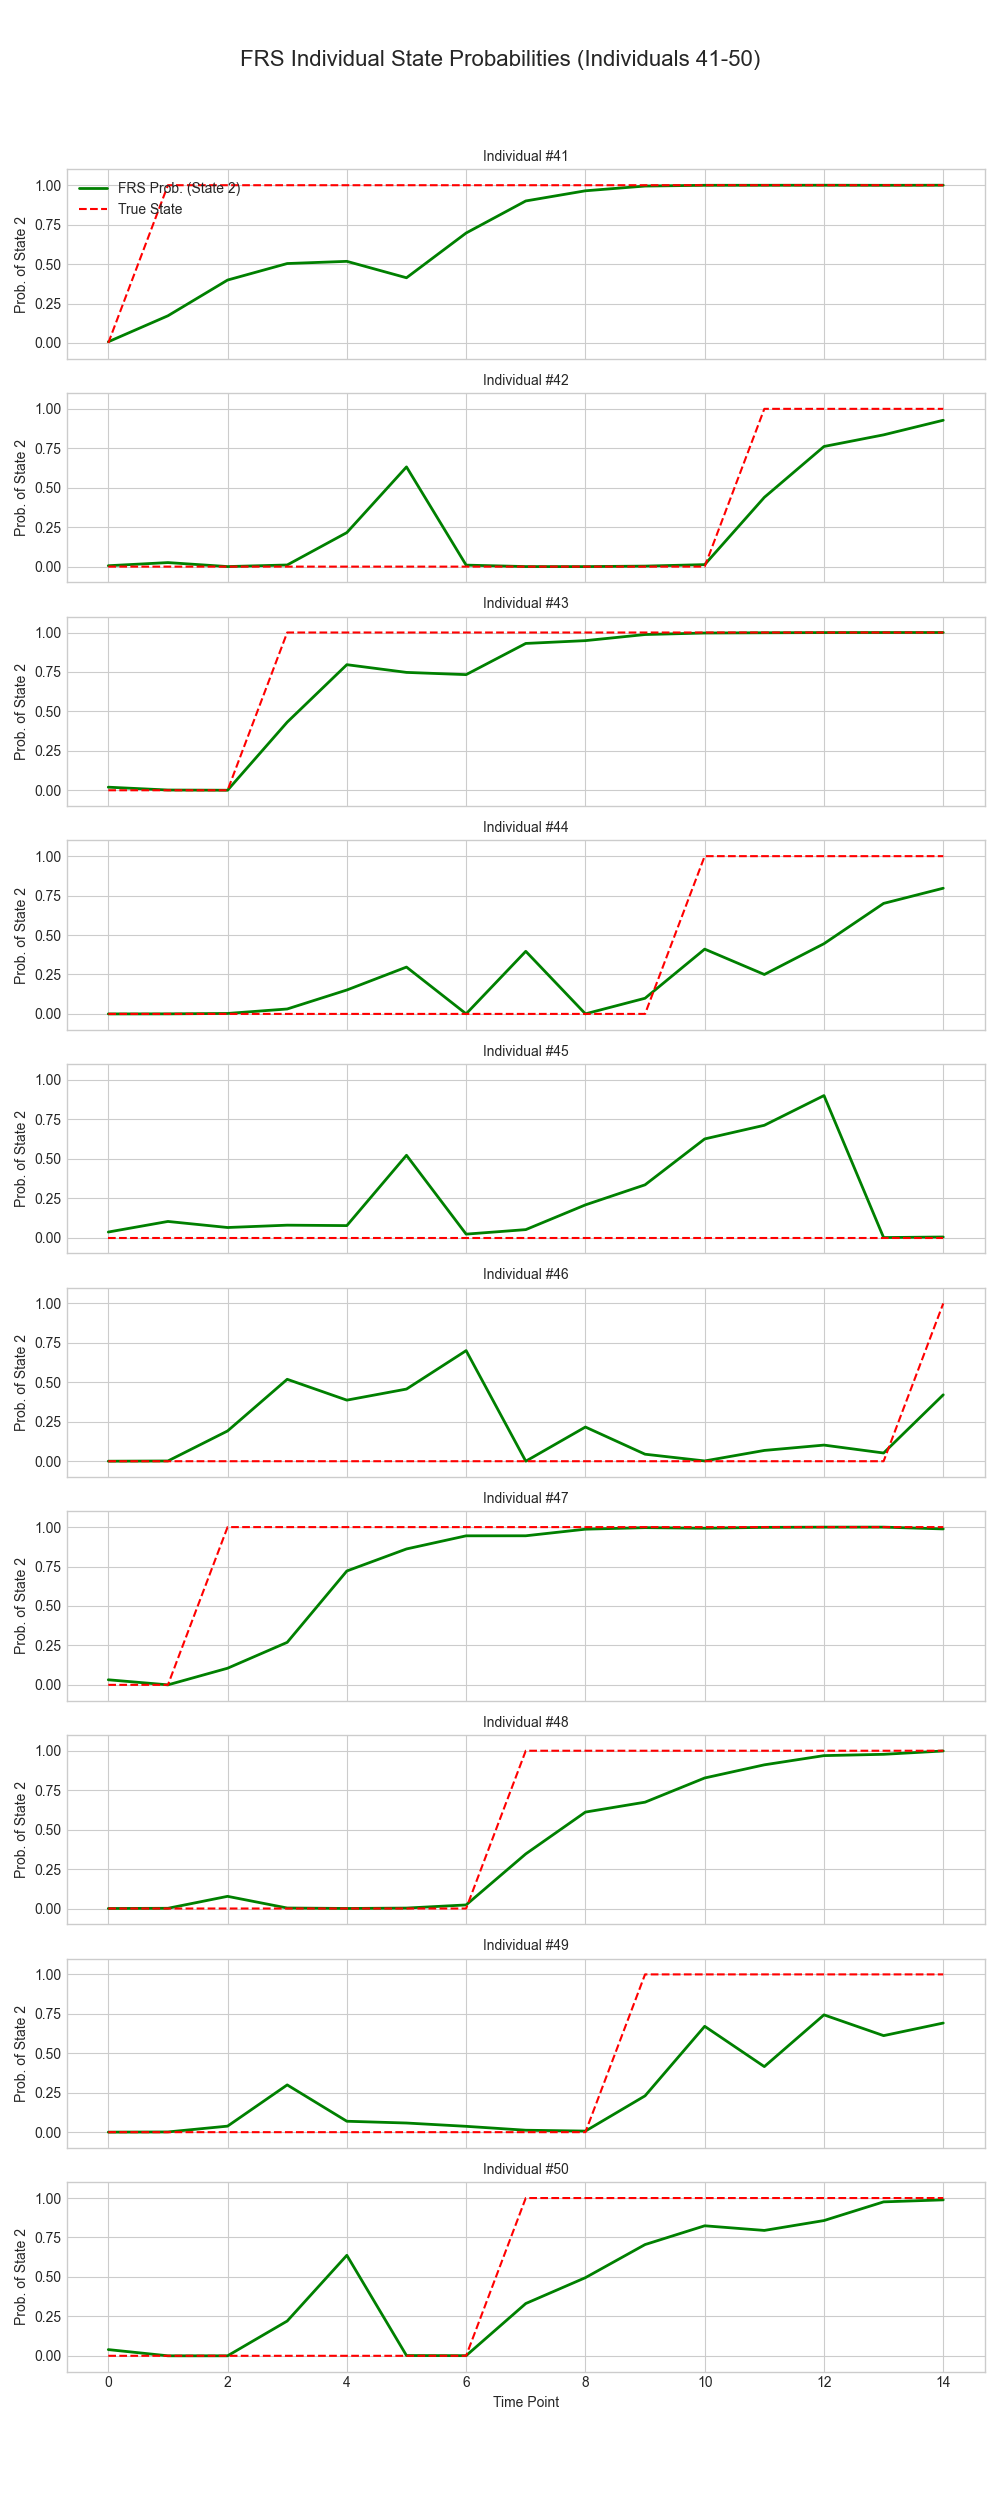 FRS Individual State Probabilities (Individuals 41-50)
Individual #41
FRS Prob. (State 2)
True State
Prob. of State 2
1.00
0.75
0.50
0.25
0.00
Individual #42
Prob. of State 2
1.00
0.75
0.50
0.25
0.00
Individual #43
Prob. of State 2
1.00
0.75
0.50
0.25
0.00
Individual #44
Prob. of State 2
1.00
0.75
0.50
0.25
0.00
Individual #45
Prob. of State 2
1.00
0.75
0.50
0.25
0.00
Individual #46
Prob. of State 2
1.00
0.75
0.50
0.25
0.00
Individual #47
Prob. of State 2
1.00
0.75
0.50
0.25
0.00
Individual #48
Prob. of State 2
1.00
0.75
0.50
0.25
0.00
Individual #49
Prob. of State 2
1.00
0.75
0.50
0.25
0.00
Individual #50
Prob. of State 2
1.00
0.75
0.50
0.25
0.00
0 2 4 6 8 10 12 14
Time Point